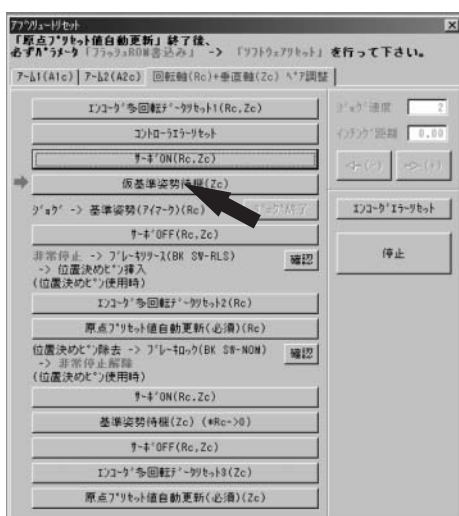 アブソリュートリセット
「原点プリセット値自動更新」終了後、
必ずパラメータ「フラッシュROM書込み」 -> 「ソフトウェアリセット」 を行って下さい。
アーム1(A1c) アーム2(A2c) 回転軸(Rc)+垂直軸(Zc) ペア調整
エンコーダ多回転データリセット1(Rc,Zc)
コントローラエラーリセット
サーボON(Rc,Zc)
仮基準姿勢待機(Zc)
ジョグ -> 基準姿勢(アイマーク)(Rc) ジョグ終了
サーボOFF(Rc,Zc)
非常停止 -> ブレーキリリース(BK SW-RLS)
-> 位置決めピン挿入
(位置決めピン使用時)
確認
エンコーダ多回転データリセット2(Rc)
原点プリセット値自動更新(必須)(Rc)
位置決めピン除去 -> ブレーキロック(BK SW-NOM)
-> 非常停止解除
(位置決めピン使用時)
確認
サーボON(Rc,Zc)
基準姿勢待機(Zc) (*Rc->0)
サーボOFF(Rc,Zc)
エンコーダ多回転データリセット3(Zc)
原点プリセット値自動更新(必須)(Zc)
ジョグ速度 2
インチング距離 0.00
<-(-) ->(+)
エンコーダエラーリセット
停止